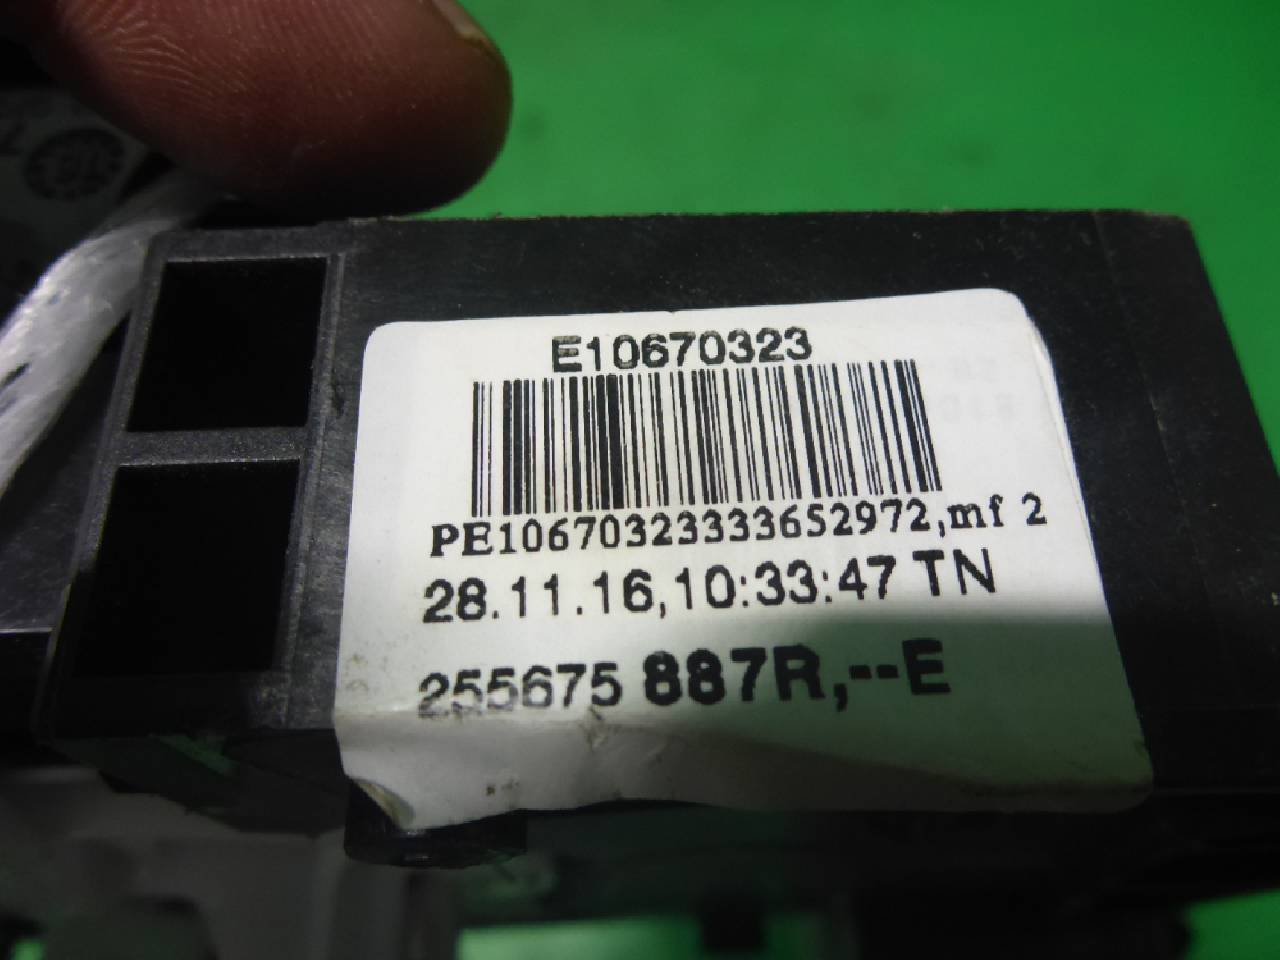 E10670323
PE10670323333652972,mf 2
28.11.16,10:33:47 TN
255675 887R,--E